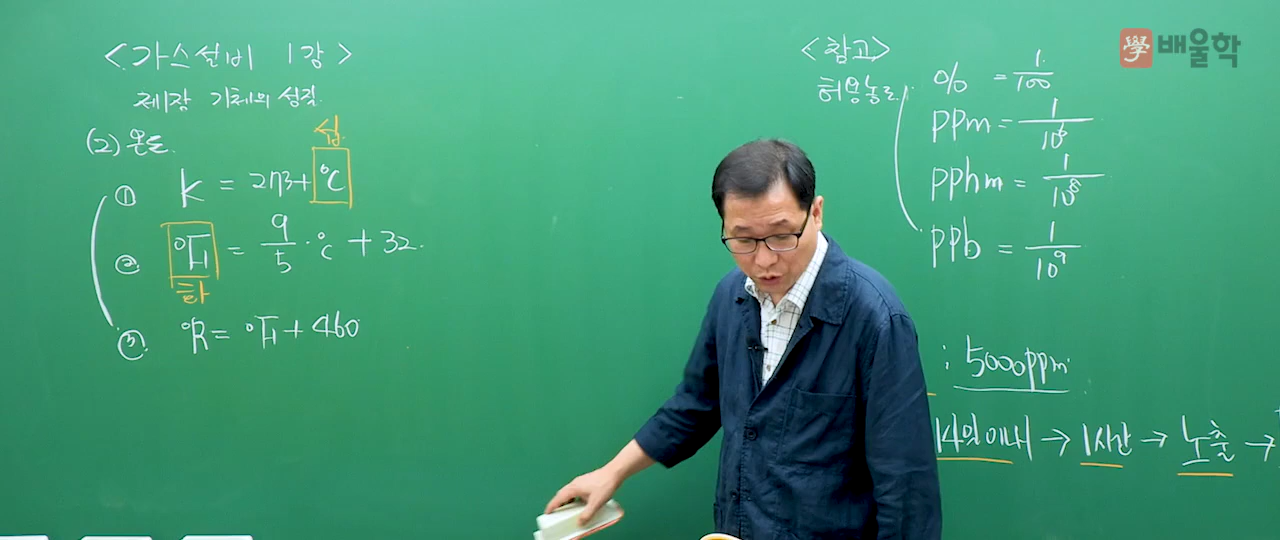 <가스설비 1강>
제1장 기체의 성질.
(2) 온도.
섭
① K = 273+ ℃
② ℉ = 9/5 · ℃ + 32.
화
③ °R = ℉ + 460
<참고>
허용농도
% = 1/100
ppm = 1/10⁶
pphm = 1/10⁸
ppb = 1/10⁹
: 5000ppm
14일 이내 → 1시간 → 노출 →
學 배울학